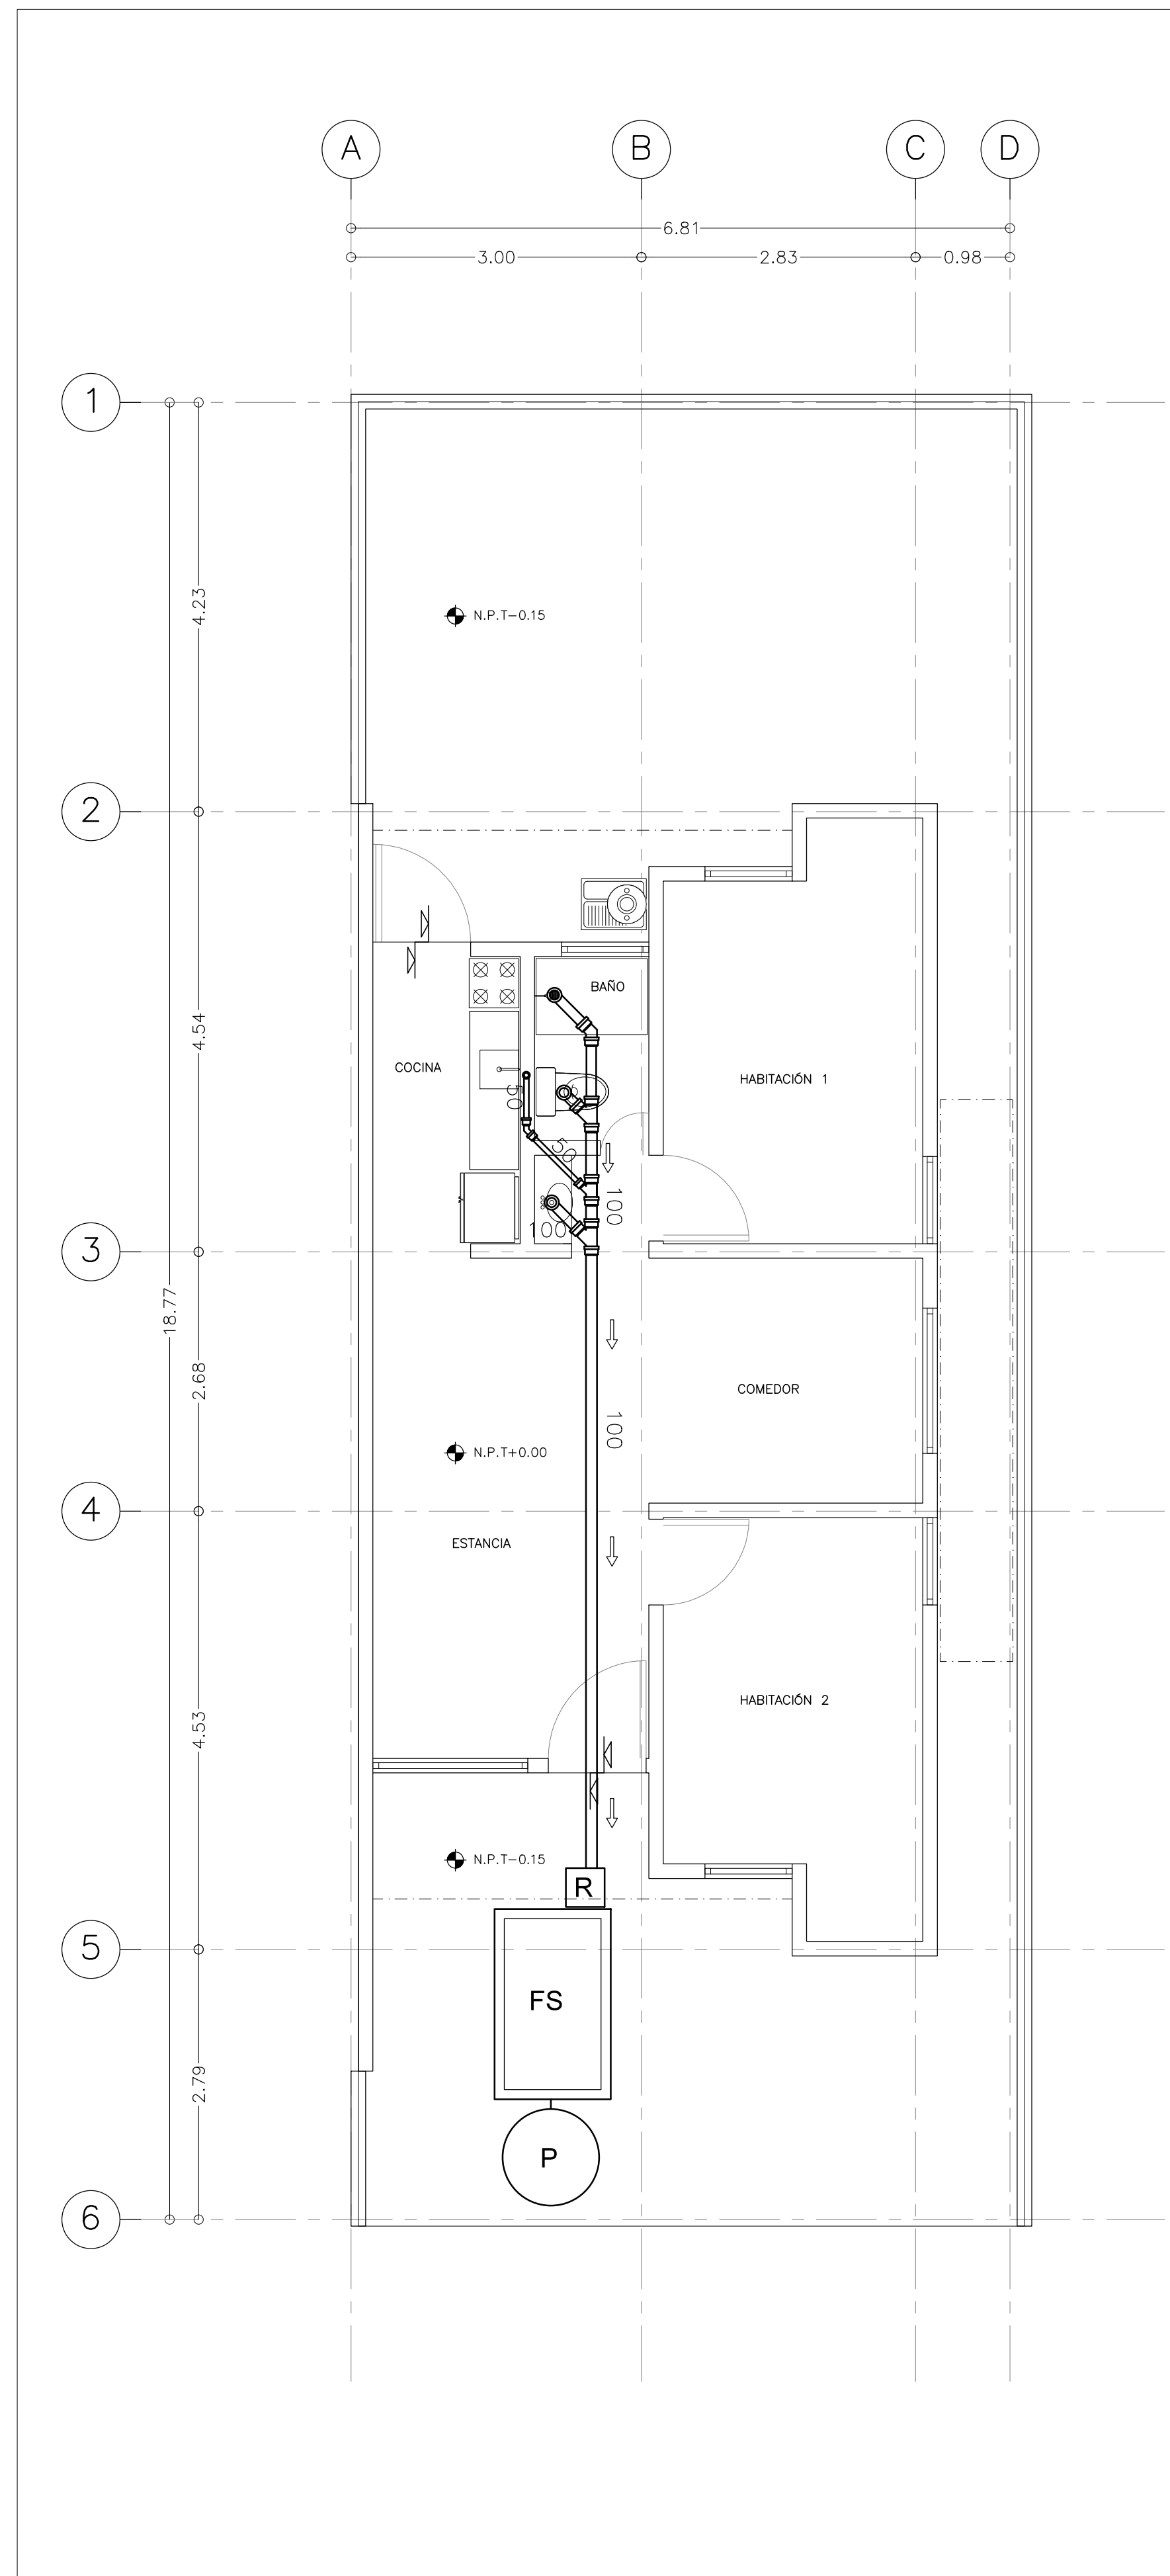 A B C D
6.81
3.00 2.83 0.98
1
4.23
N.P.T-0.15
2
BAÑO
4.54
COCINA
HABITACIÓN 1
50
50
100
100
3
18.77
2.68
COMEDOR
100
N.P.T+0.00
4
ESTANCIA
HABITACIÓN 2
4.53
N.P.T-0.15
R
5
FS
2.79
P
6